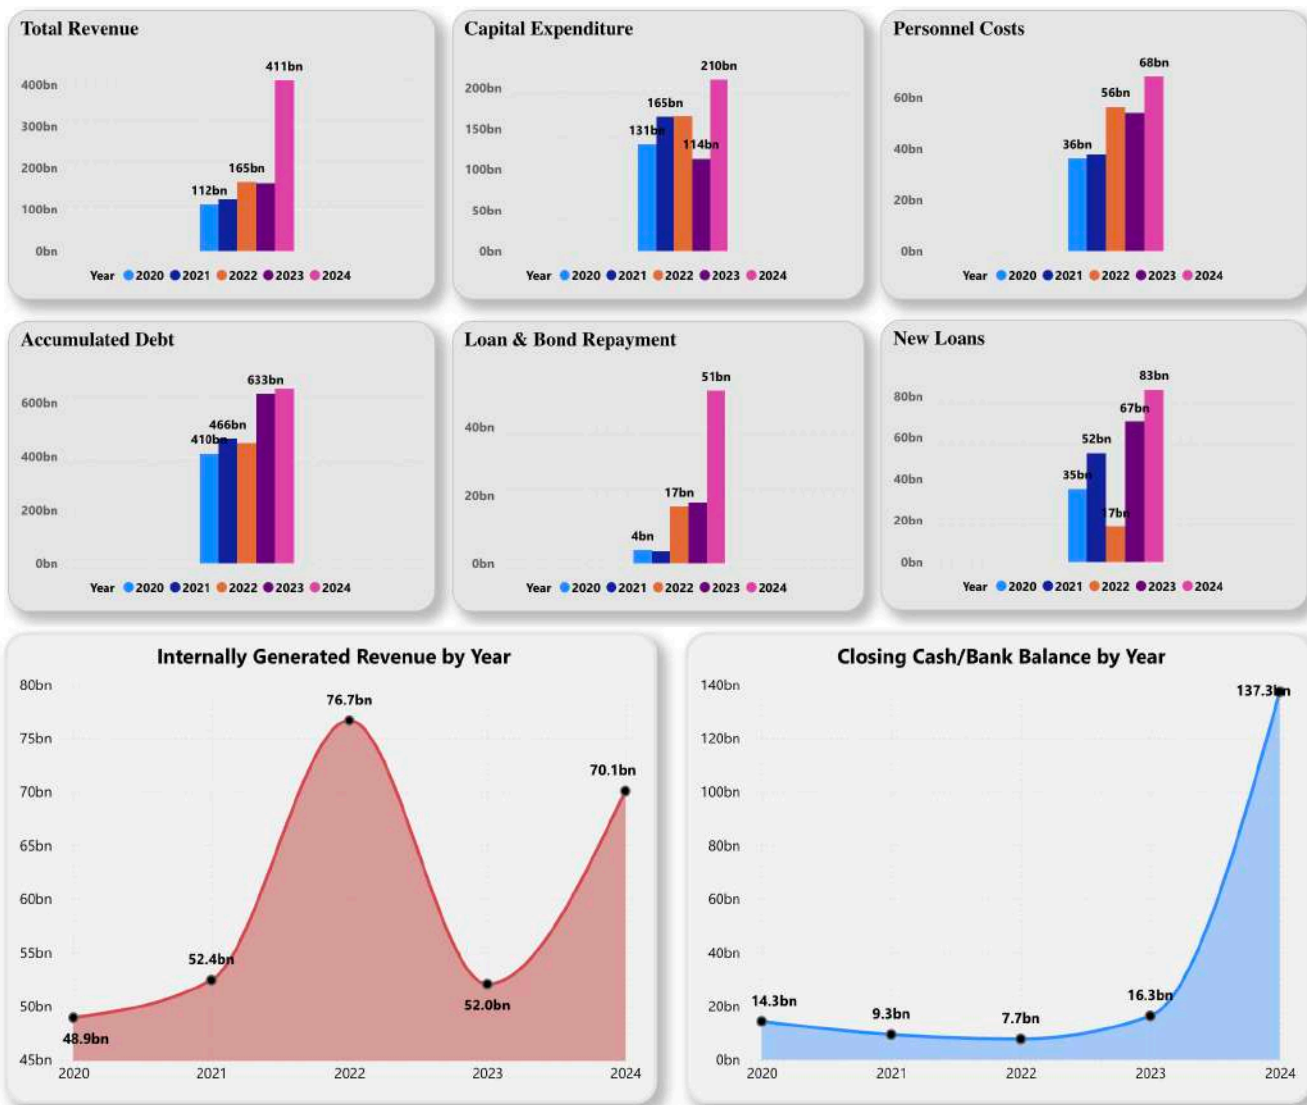 Total Revenue
400bn
300bn
200bn
100bn
0bn
112bn
165bn
411bn
Year 2020 2021 2022 2023 2024
Capital Expenditure
200bn
150bn
100bn
50bn
0bn
131bn
165bn
114bn
210bn
Year 2020 2021 2022 2023 2024
Personnel Costs
60bn
40bn
20bn
0bn
36bn
56bn
68bn
Year 2020 2021 2022 2023 2024
Accumulated Debt
600bn
400bn
200bn
0bn
410bn
466bn
633bn
Year 2020 2021 2022 2023 2024
Loan & Bond Repayment
40bn
20bn
0bn
4bn
17bn
51bn
Year 2020 2021 2022 2023 2024
New Loans
80bn
60bn
40bn
20bn
0bn
35bn
52bn
17bn
67bn
83bn
Year 2020 2021 2022 2023 2024
Internally Generated Revenue by Year
80bn
75bn
70bn
65bn
60bn
55bn
50bn
45bn
48.9bn
52.4bn
76.7bn
52.0bn
70.1bn
2020 2021 2022 2023 2024
Closing Cash/Bank Balance by Year
140bn
120bn
100bn
80bn
60bn
40bn
20bn
0bn
14.3bn
9.3bn
7.7bn
16.3bn
137.3bn
2020 2021 2022 2023 2024